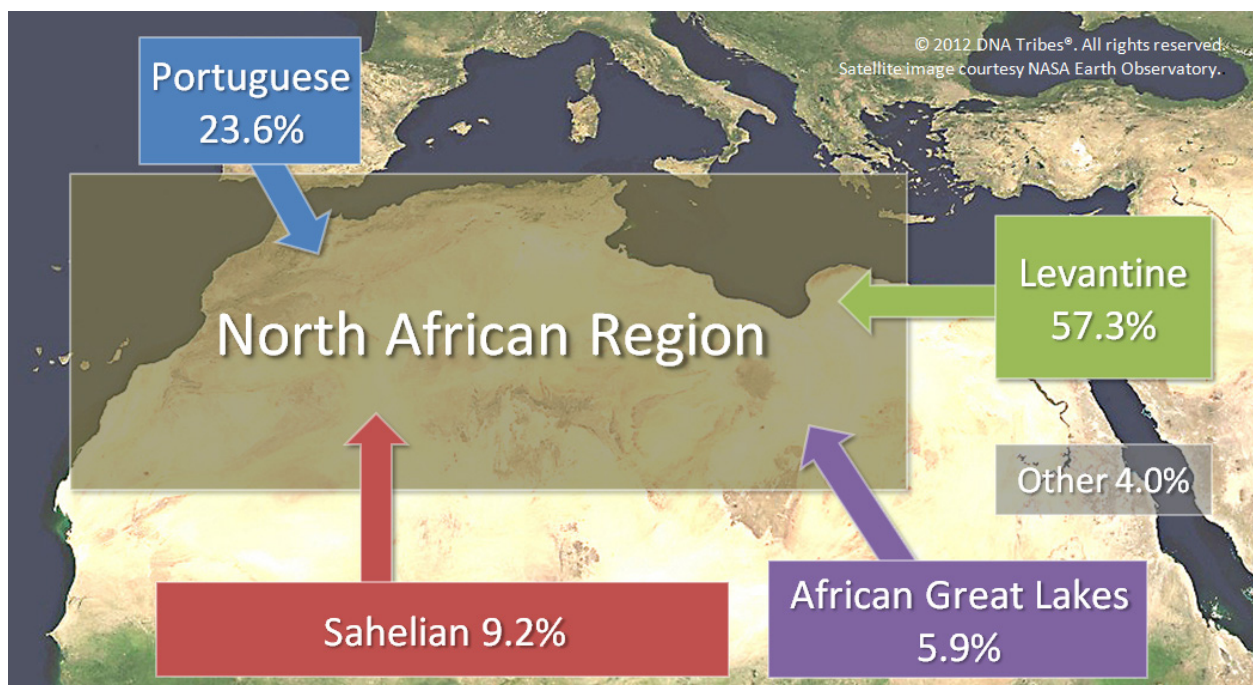 © 2012 DNA Tribes®. All rights reserved.
Satellite image courtesy NASA Earth Observatory..
Portuguese
23.6%
Levantine
57.3%
North African Region
Other 4.0%
Sahelian 9.2%
African Great Lakes
5.9%